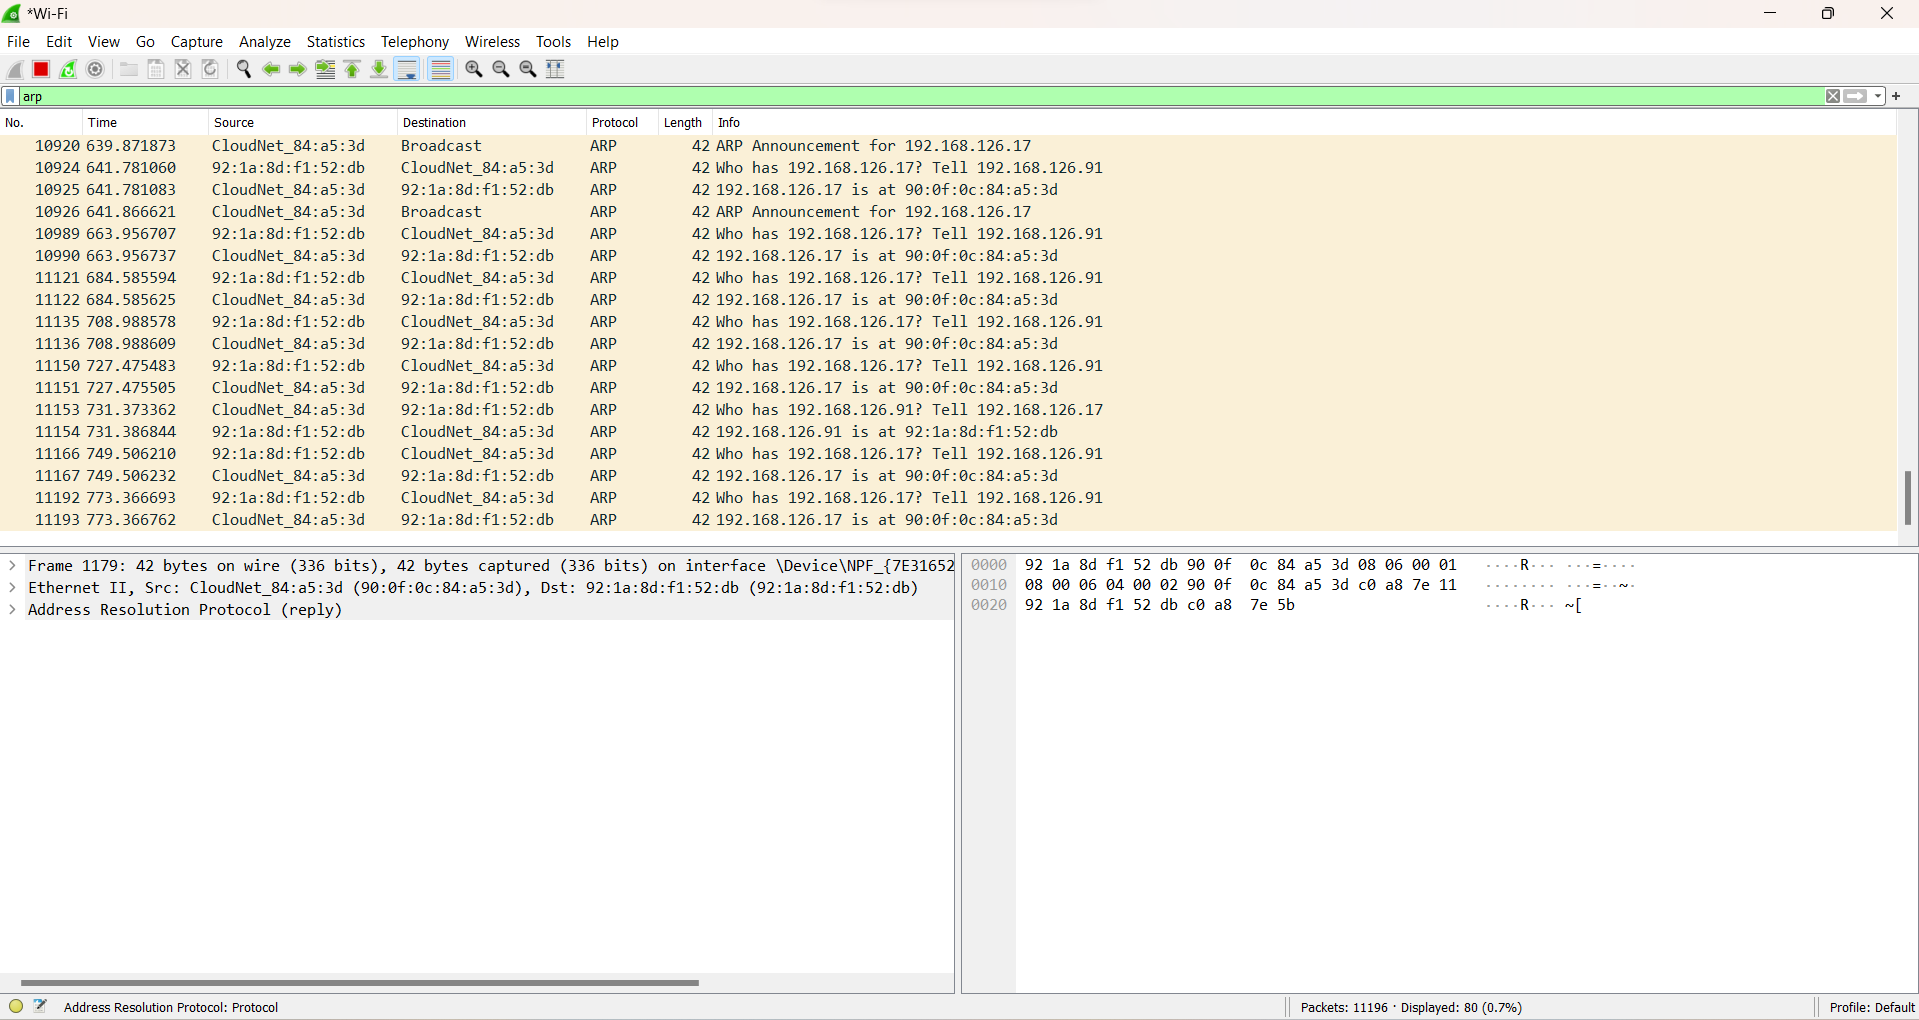 *Wi-Fi
File Edit View Go Capture Analyze Statistics Telephony Wireless Tools Help
arp
No. Time Source Destination Protocol Length Info
10920 639.871873 CloudNet_84:a5:3d Broadcast ARP 42 ARP Announcement for 192.168.126.17
10924 641.781060 92:1a:8d:f1:52:db CloudNet_84:a5:3d ARP 42 Who has 192.168.126.17? Tell 192.168.126.91
10925 641.781083 CloudNet_84:a5:3d 92:1a:8d:f1:52:db ARP 42 192.168.126.17 is at 90:0f:0c:84:a5:3d
10926 641.866621 CloudNet_84:a5:3d Broadcast ARP 42 ARP Announcement for 192.168.126.17
10989 663.956707 92:1a:8d:f1:52:db CloudNet_84:a5:3d ARP 42 Who has 192.168.126.17? Tell 192.168.126.91
10990 663.956737 CloudNet_84:a5:3d 92:1a:8d:f1:52:db ARP 42 192.168.126.17 is at 90:0f:0c:84:a5:3d
11121 684.585594 92:1a:8d:f1:52:db CloudNet_84:a5:3d ARP 42 Who has 192.168.126.17? Tell 192.168.126.91
11122 684.585625 CloudNet_84:a5:3d 92:1a:8d:f1:52:db ARP 42 192.168.126.17 is at 90:0f:0c:84:a5:3d
11135 708.988578 92:1a:8d:f1:52:db CloudNet_84:a5:3d ARP 42 Who has 192.168.126.17? Tell 192.168.126.91
11136 708.988609 CloudNet_84:a5:3d 92:1a:8d:f1:52:db ARP 42 192.168.126.17 is at 90:0f:0c:84:a5:3d
11150 727.475483 92:1a:8d:f1:52:db CloudNet_84:a5:3d ARP 42 Who has 192.168.126.17? Tell 192.168.126.91
11151 727.475505 CloudNet_84:a5:3d 92:1a:8d:f1:52:db ARP 42 192.168.126.17 is at 90:0f:0c:84:a5:3d
11153 731.373362 CloudNet_84:a5:3d 92:1a:8d:f1:52:db ARP 42 Who has 192.168.126.91? Tell 192.168.126.17
11154 731.386844 92:1a:8d:f1:52:db CloudNet_84:a5:3d ARP 42 192.168.126.91 is at 92:1a:8d:f1:52:db
11166 749.506210 92:1a:8d:f1:52:db CloudNet_84:a5:3d ARP 42 Who has 192.168.126.17? Tell 192.168.126.91
11167 749.506232 CloudNet_84:a5:3d 92:1a:8d:f1:52:db ARP 42 192.168.126.17 is at 90:0f:0c:84:a5:3d
11192 773.366693 92:1a:8d:f1:52:db CloudNet_84:a5:3d ARP 42 Who has 192.168.126.17? Tell 192.168.126.91
11193 773.366762 CloudNet_84:a5:3d 92:1a:8d:f1:52:db ARP 42 192.168.126.17 is at 90:0f:0c:84:a5:3d
Frame 1179: 42 bytes on wire (336 bits), 42 bytes captured (336 bits) on interface \Device\NPF_{7E31652
Ethernet II, Src: CloudNet_84:a5:3d (90:0f:0c:84:a5:3d), Dst: 92:1a:8d:f1:52:db (92:1a:8d:f1:52:db)
Address Resolution Protocol (reply)
0000 92 1a 8d f1 52 db 90 0f 0c 84 a5 3d 08 06 00 01 ····R··· ···=····
0010 08 00 06 04 00 02 90 0f 0c 84 a5 3d c0 a8 7e 11 ········ ···=··~·
0020 92 1a 8d f1 52 db c0 a8 7e 5b ····R··· ~[
Address Resolution Protocol: Protocol
Packets: 11196 · Displayed: 80 (0.7%)
Profile: Default